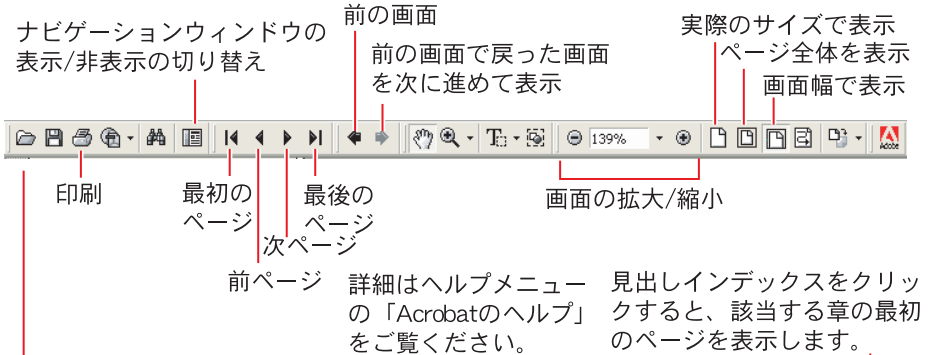 前の画面
実際のサイズで表示
ナビゲーションウィンドウの
表示/非表示の切り替え
前の画面で戻った画面
を次に進めて表示
ページ全体を表示
画面幅で表示
139%
Adobe
印刷
最初の
ページ
最後の
ページ
画面の拡大/縮小
次ページ
前ページ
詳細はヘルプメニュー
の「Acrobatのヘルプ」
をご覧ください。
見出しインデックスをクリッ
クすると、該当する章の最初
のページを表示します。